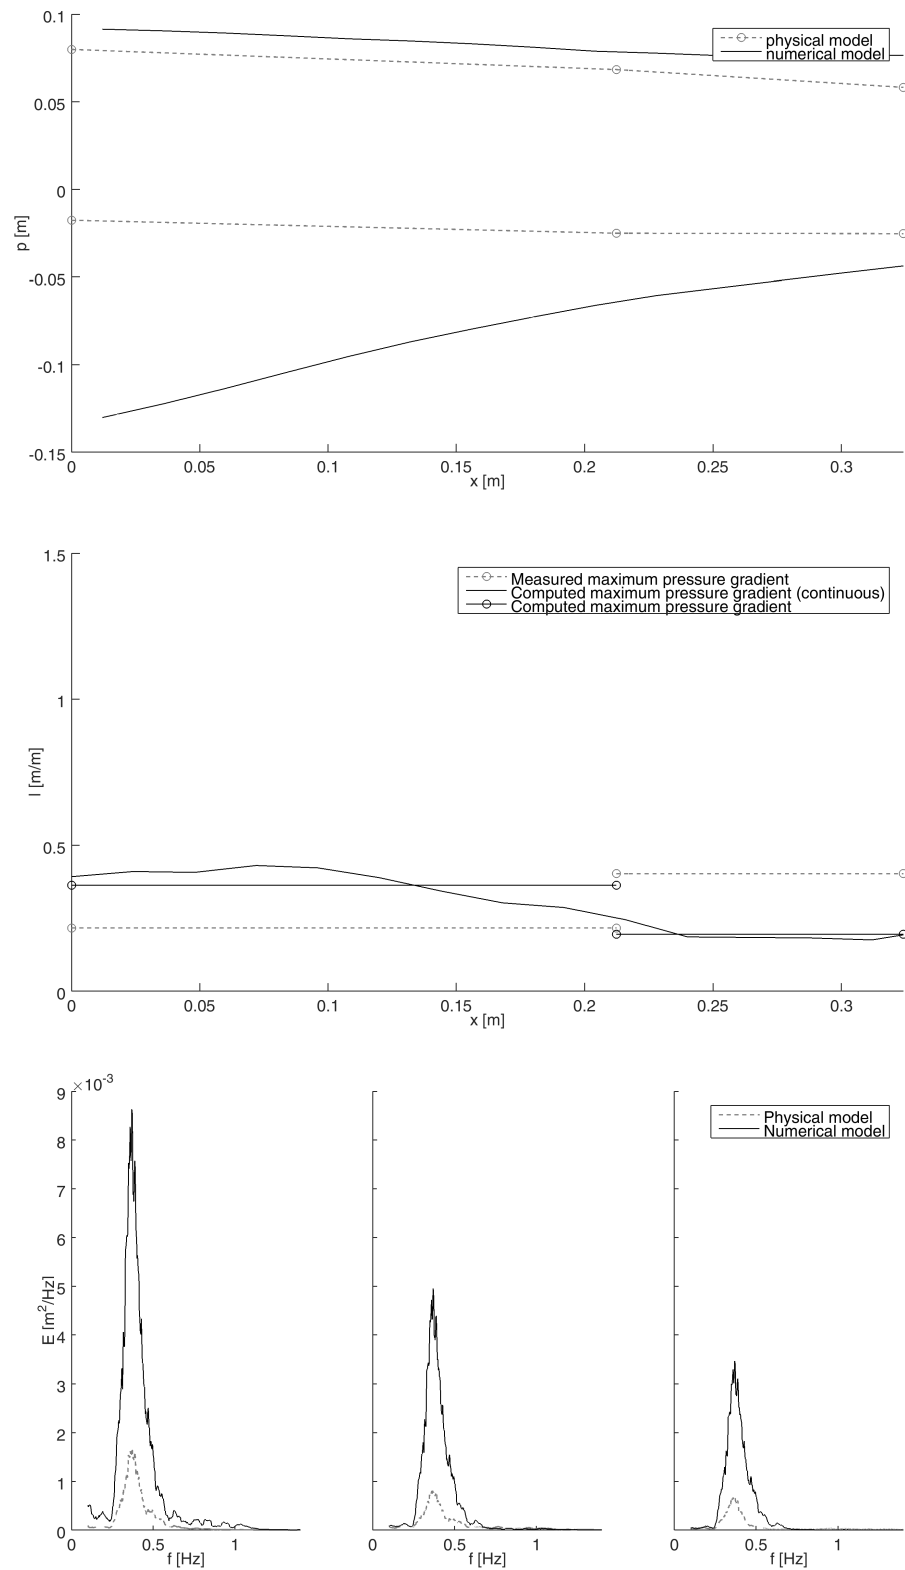 0.1
physical model
numerical model
0.05
0
p [m]
-0.05
-0.1
-0.15
0 0.05 0.1 0.15 0.2 0.25 0.3
x [m]
1.5
Measured maximum pressure gradient
Computed maximum pressure gradient (continuous)
Computed maximum pressure gradient
1
I [m/m]
0.5
0
0 0.05 0.1 0.15 0.2 0.25 0.3
x [m]
×10-3
9
Physical model
Numerical model
8
7
6
5
E [m2/Hz]
4
3
2
1
0
0 0.5 1 0 0.5 1 0 0.5 1
f [Hz] f [Hz] f [Hz]